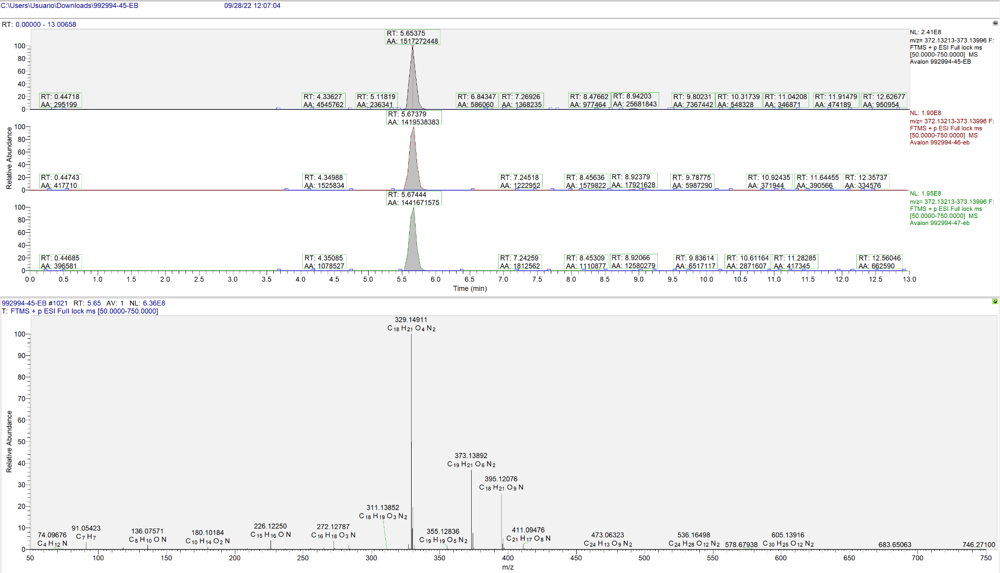 C:\Users\Usuario\Downloads\992994-45-EB 09/28/22 12:07:04
RT: 0.00000 - 13.00658
RT: 5.65375
AA: 1517272448
NL: 2.41E8
m/z= 372.13213-373.13996 F:
FTMS + p ESI Full lock ms
[50.0000-750.0000] MS
Avalon 992994-45-EB
100
80
60
40
20
0
RT: 0.44718
AA: 295199
RT: 4.33627
AA: 4545762
RT: 5.11819
AA: 236341
RT: 6.84347
AA: 586060
RT: 7.26926
AA: 1368235
RT: 8.47662
AA: 977464
RT: 8.94203
AA: 25681843
RT: 9.80231
AA: 7367442
RT: 10.31739
AA: 548328
RT: 11.04208
AA: 346871
RT: 11.91479
AA: 474189
RT: 12.62677
AA: 950954
RT: 5.67379
AA: 1419538383
NL: 1.90E8
m/z= 372.13213-373.13996 F:
FTMS + p ESI Full lock ms
[50.0000-750.0000] MS
Avalon 992994-46-eb
Relative Abundance
100
80
60
40
20
0
RT: 0.44743
AA: 417710
RT: 4.34988
AA: 1525834
RT: 7.24518
AA: 1222952
RT: 8.45636
AA: 1579822
RT: 8.92379
AA: 17921628
RT: 9.78775
AA: 5987290
RT: 10.92435
AA: 371944
RT: 11.64455
AA: 390566
RT: 12.35737
AA: 334576
RT: 5.67444
AA: 1441671575
NL: 1.95E8
m/z= 372.13213-373.13996 F:
FTMS + p ESI Full lock ms
[50.0000-750.0000] MS
Avalon 992994-47-eb
100
80
60
40
20
0
RT: 0.44685
AA: 396581
RT: 4.35085
AA: 1078527
RT: 7.24259
AA: 1812562
RT: 8.45309
AA: 1110877
RT: 8.92066
AA: 12580279
RT: 9.83614
AA: 6517117
RT: 10.61164
AA: 2871607
RT: 11.28285
AA: 417345
RT: 12.56046
AA: 662590
0.0 0.5 1.0 1.5 2.0 2.5 3.0 3.5 4.0 4.5 5.0 5.5 6.0 6.5 7.0 7.5 8.0 8.5 9.0 9.5 10.0 10.5 11.0 11.5 12.0 12.5 13.0
Time (min)
992994-45-EB #1021 RT: 5.65 AV: 1 NL: 6.36E8
T: FTMS + p ESI Full lock ms [50.0000-750.0000]
Relative Abundance
100
90
80
70
60
50
40
30
20
10
0
329.14911
C18 H21 O4 N2
373.13892
C19 H21 O6 N2
395.12076
C18 H21 O9 N
311.13852
C18 H19 O3 N2
74.09676
C4 H12 N
91.05423
C7 H7
136.07571
C8 H10 O N
180.10184
C10 H14 O2 N
226.12250
C15 H16 O N
272.12787
C16 H18 O3 N
355.12836
C19 H19 O5 N2
411.09476
C21 H17 O8 N
473.06323
C24 H13 O9 N2
536.16498
C24 H28 O12 N2
578.67938
605.13916
C30 H25 O12 N2
683.65063
746.27100
50 100 150 200 250 300 350 400 450 500 550 600 650 700 750
m/z